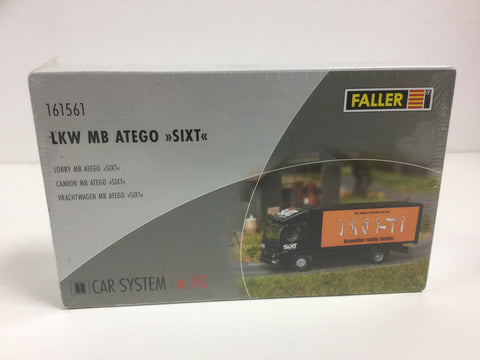 161561
FALLER
LKW MB ATEGO »SIXT«
LORRY MB ATEGO »SIXT«
CAMION MB ATEGO »SIXT«
VRACHTWAGEN MB ATEGO »SIXT«
SIXT
CAR SYSTEM H0